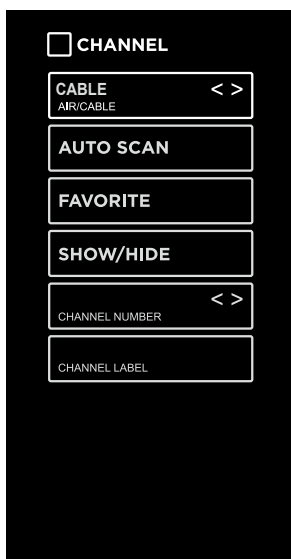 CHANNEL
CABLE < >
AIR/CABLE
AUTO SCAN
FAVORITE
SHOW/HIDE
< >
CHANNEL NUMBER
CHANNEL LABEL